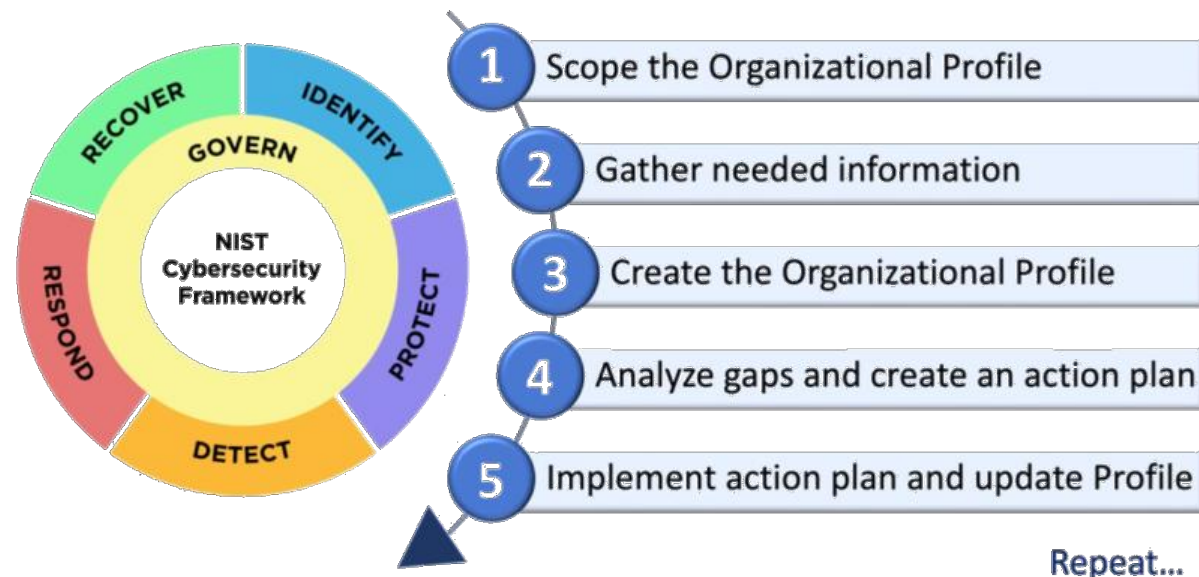 RECOVER
IDENTIFY
GOVERN
NIST
Cybersecurity
Framework
RESPOND
PROTECT
DETECT
1 Scope the Organizational Profile
2 Gather needed information
3 Create the Organizational Profile
4 Analyze gaps and create an action plan
5 Implement action plan and update Profile
Repeat...